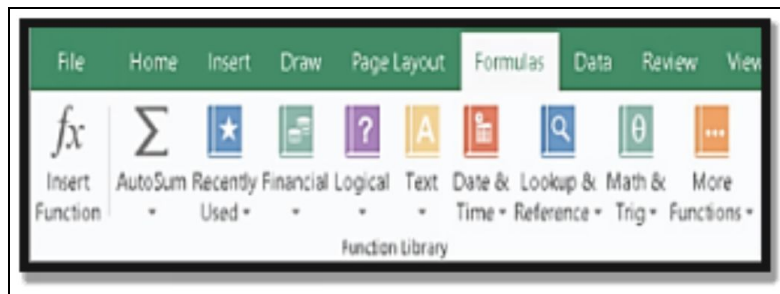 File Home Insert Draw Page Layout Formulas Data Review View
fx Σ ? A θ
Insert AutoSum Recently Financial Logical Text Date & Lookup & Math & More
Function Used Time Reference Trig Functions
Function Library